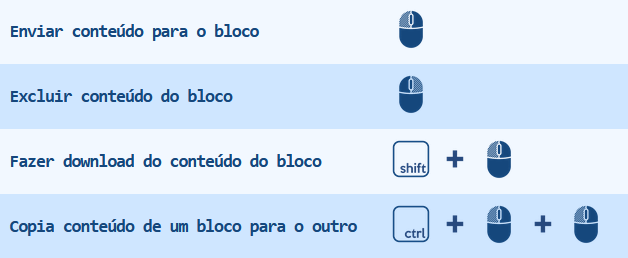 Enviar conteúdo para o bloco
Excluir conteúdo do bloco
Fazer download do conteúdo do bloco shift +
Copia conteúdo de um bloco para o outro ctrl + +